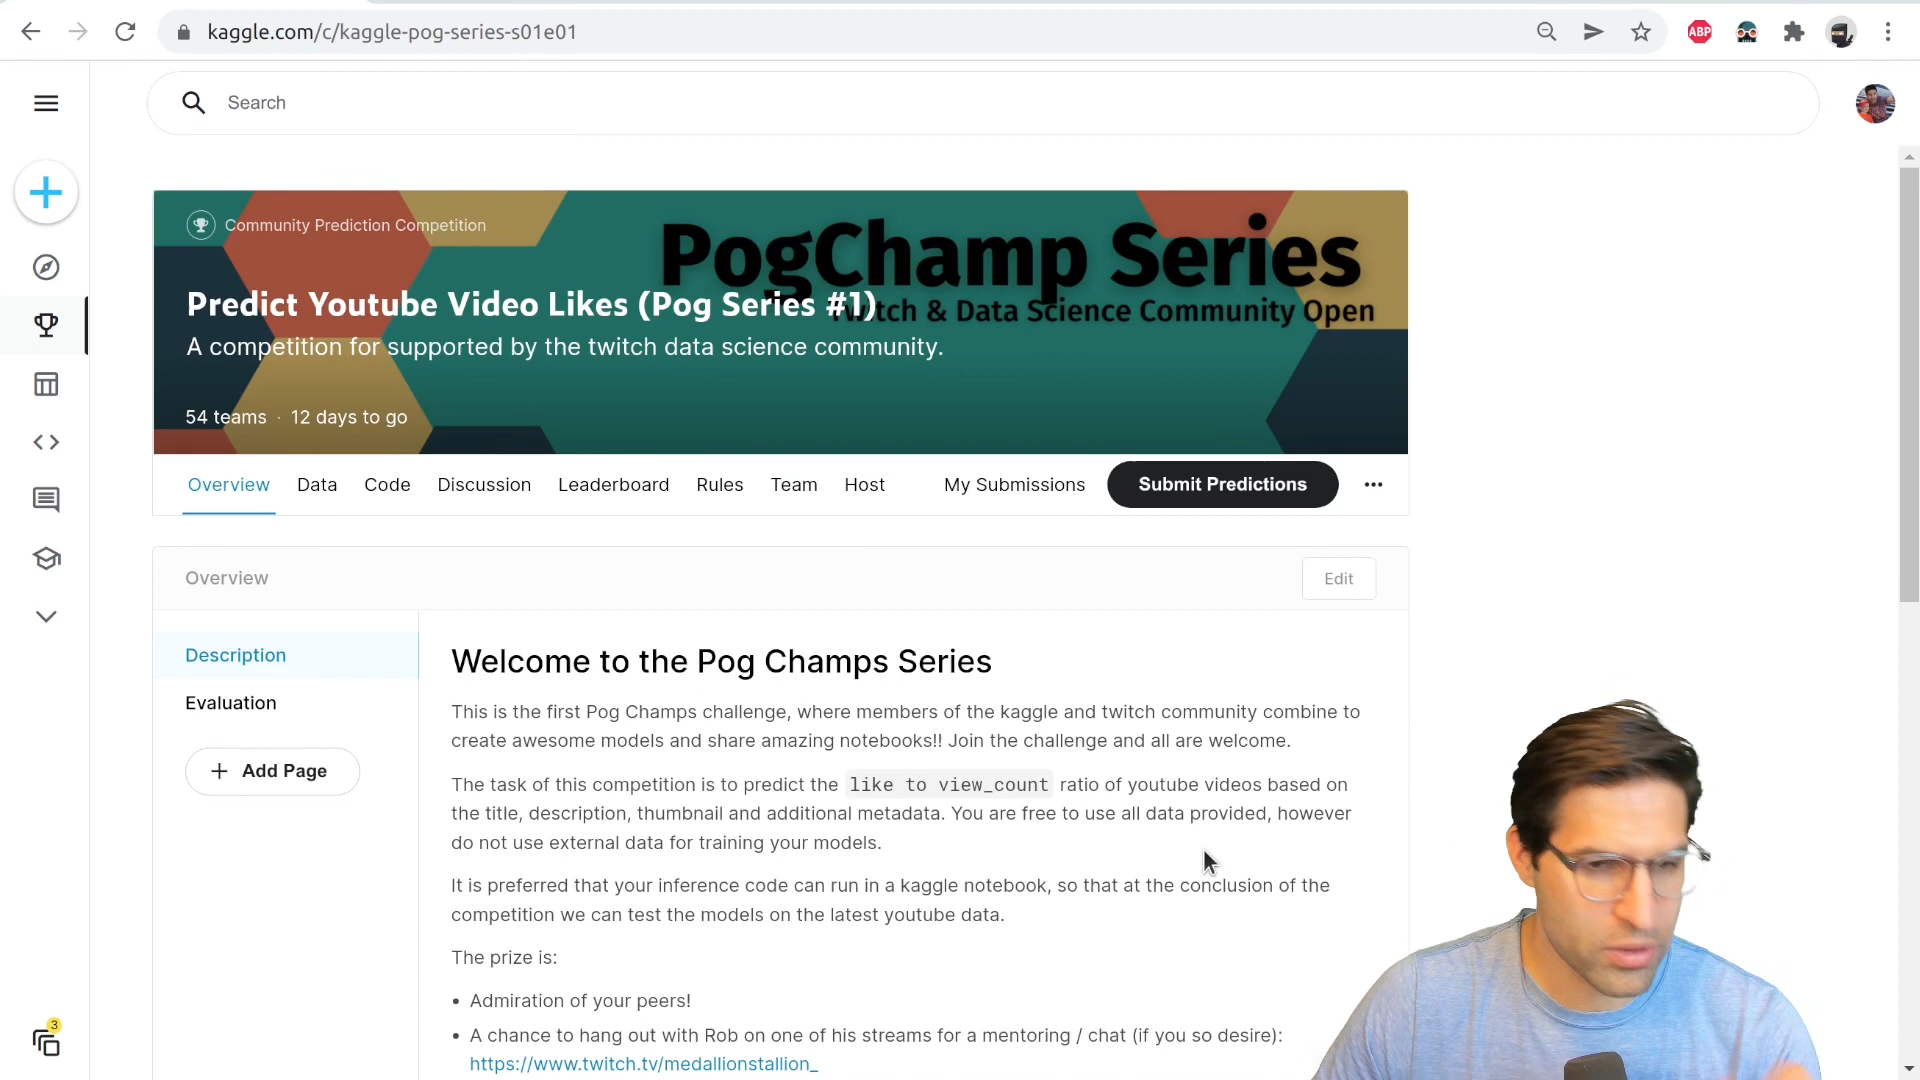 kaggle.com/c/kaggle-pog-series-s01e01
ABP
Search
Community Prediction Competition
PogChamp Series
Twitch & Data Science Community Open
Predict Youtube Video Likes (Pog Series #1)
A competition for supported by the twitch data science community.
54 teams · 12 days to go
Overview Data Code Discussion Leaderboard Rules Team Host My Submissions Submit Predictions
Overview Edit
Description
Evaluation
+ Add Page
Welcome to the Pog Champs Series
This is the first Pog Champs challenge, where members of the kaggle and twitch community combine to
create awesome models and share amazing notebooks!! Join the challenge and all are welcome.
The task of this competition is to predict the like to view_count ratio of youtube videos based on
the title, description, thumbnail and additional metadata. You are free to use all data provided, however
do not use external data for training your models.
It is preferred that your inference code can run in a kaggle notebook, so that at the conclusion of the
competition we can test the models on the latest youtube data.
The prize is:
• Admiration of your peers!
• A chance to hang out with Rob on one of his streams for a mentoring / chat (if you so desire):
https://www.twitch.tv/medallionstallion_
3